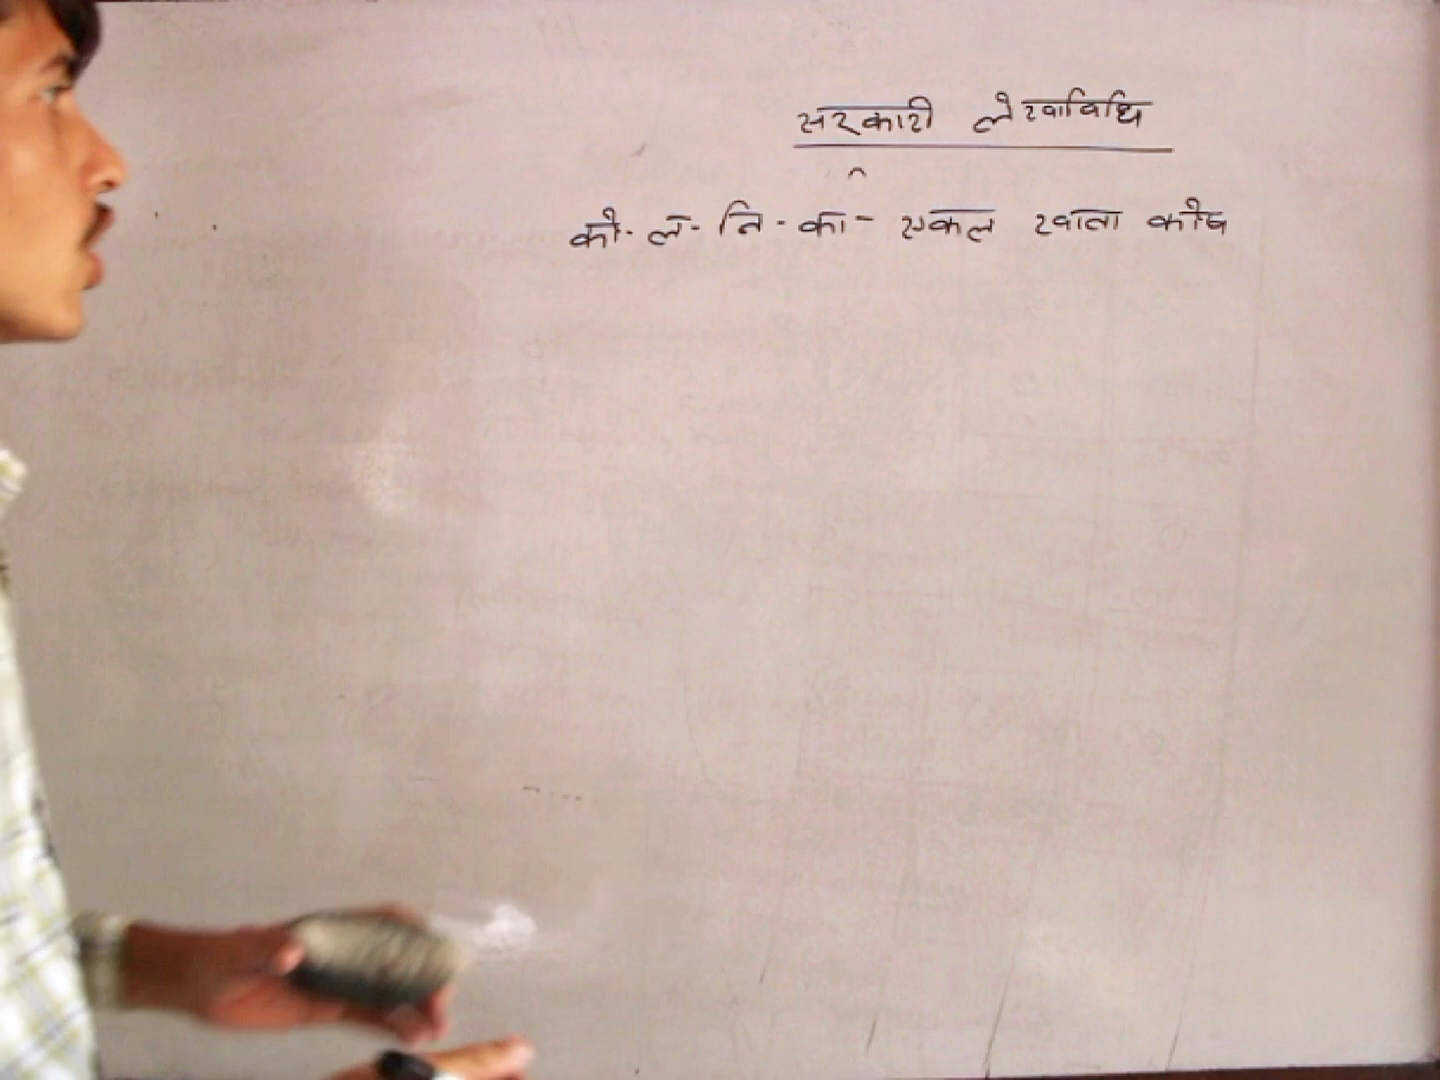 सरकारी लेखाविधि
को. ले. नि. का - एकल खाता कोष